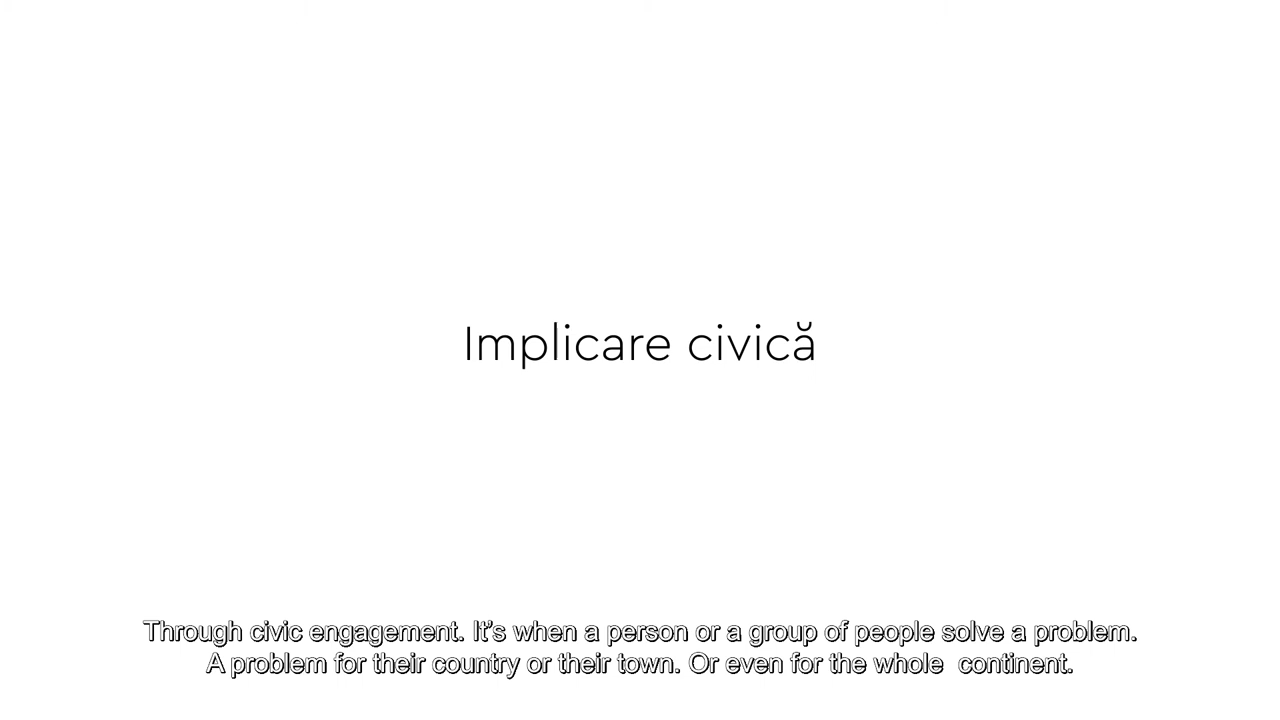 Implicare civică
Through civic engagement. It's when a person or a group of people solve a problem.
A problem for their country or their town. Or even for the whole  continent.